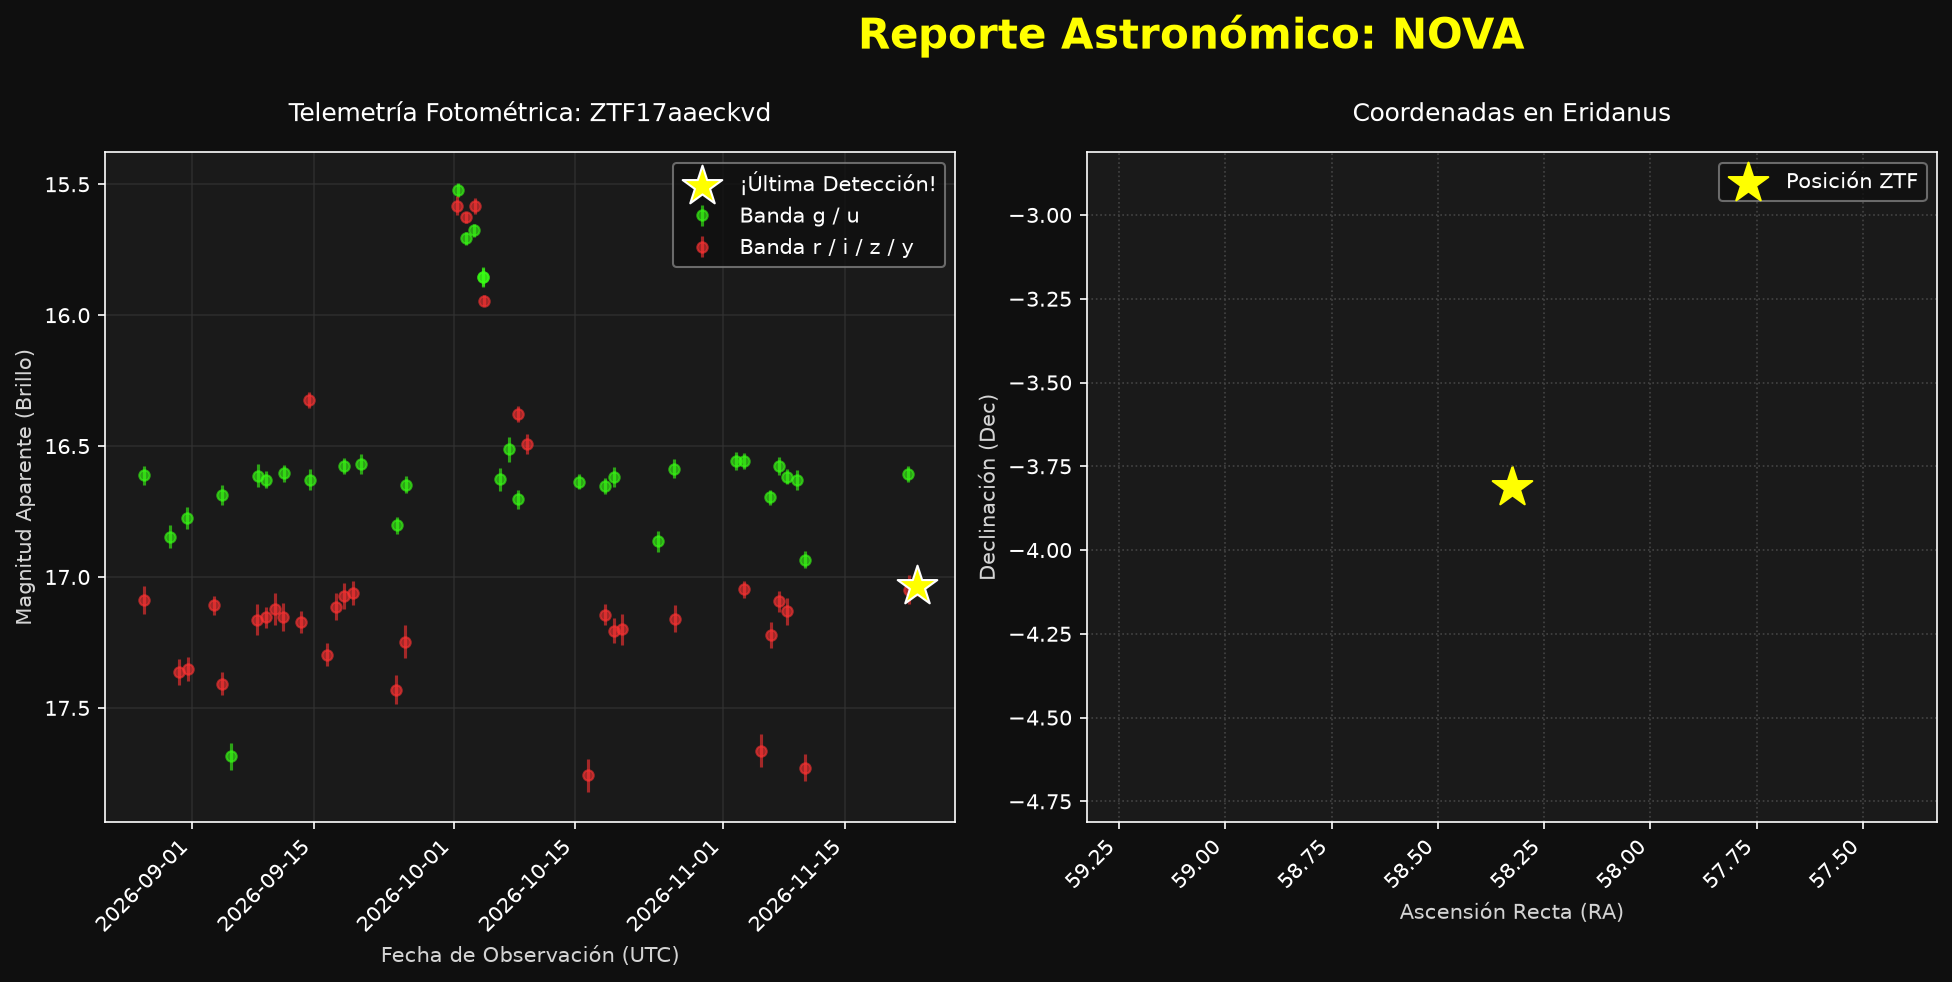 Reporte Astronómico: NOVA
Telemetría Fotométrica: ZTF17aaeckvd
¡Última Detección!
Banda g / u
Banda r / i / z / y
Magnitud Aparente (Brillo)
15.5
16.0
16.5
17.0
17.5
2026-09-01
2026-09-15
2026-10-01
2026-10-15
2026-11-01
2026-11-15
Fecha de Observación (UTC)
Coordenadas en Eridanus
Posición ZTF
Declinación (Dec)
−3.00
−3.25
−3.50
−3.75
−4.00
−4.25
−4.50
−4.75
59.25
59.00
58.75
58.50
58.25
58.00
57.75
57.50
Ascensión Recta (RA)